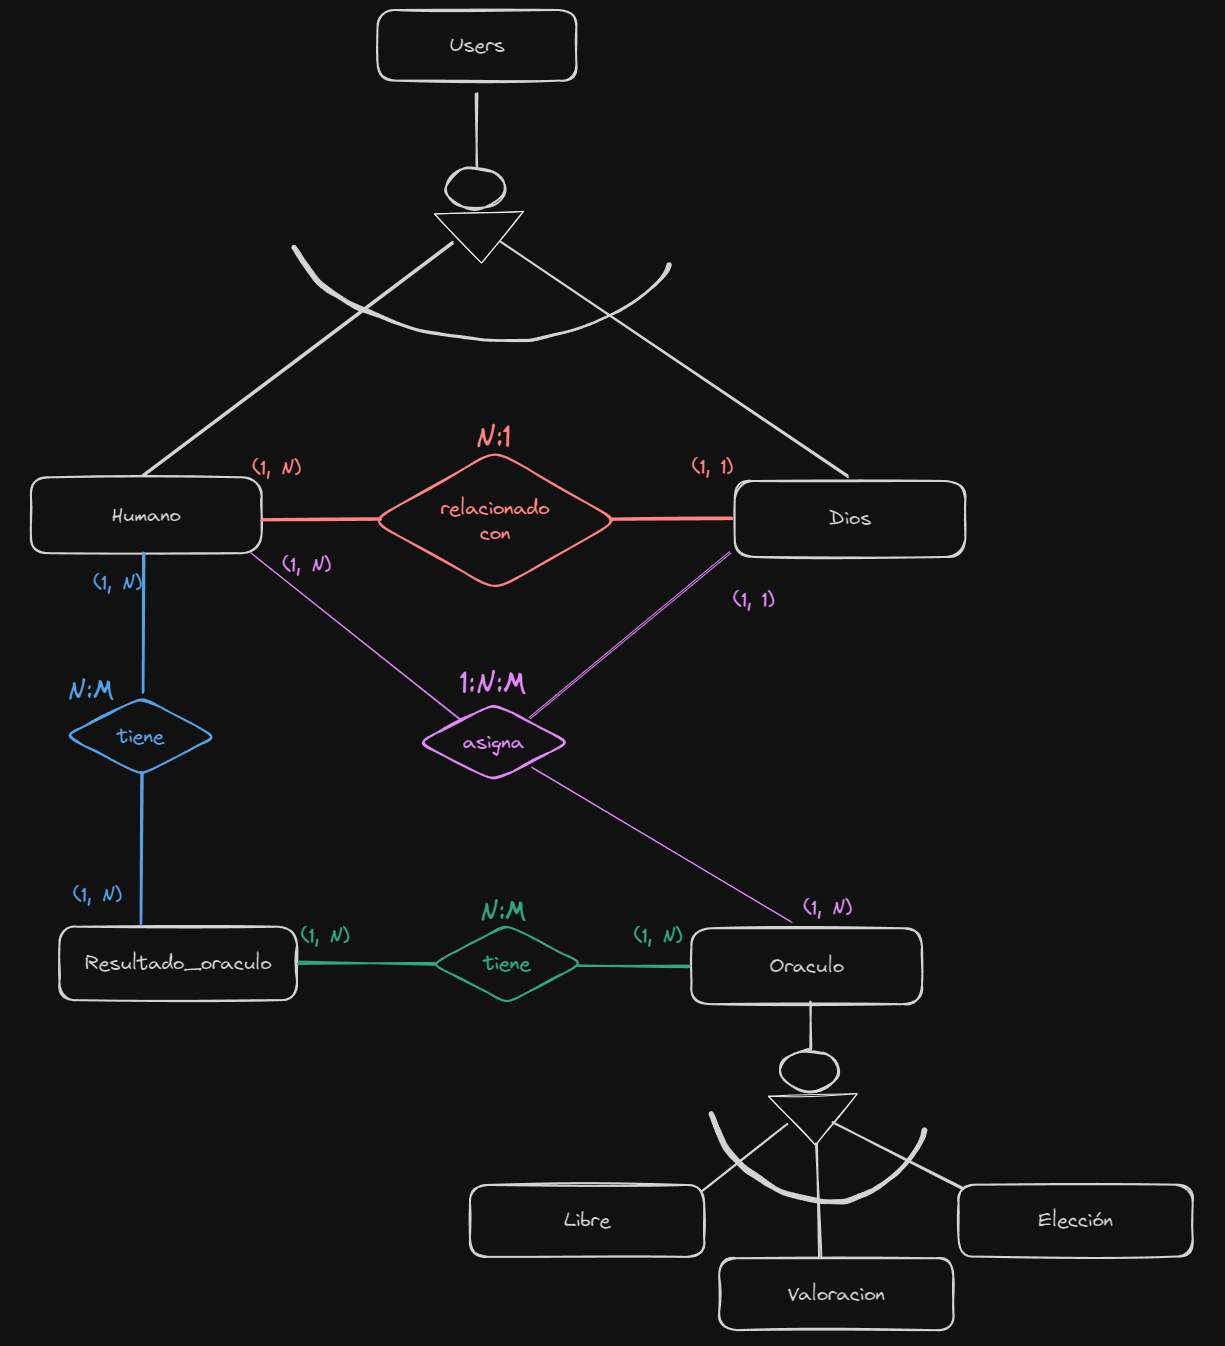 Users
N:1
(1, N)
(1, 1)
Humano
relacionado
con
Dios
(1, N)
(1, N)
(1, 1)
N:M
1:N:M
tiene
asigna
(1, N)
(1, N)
N:M
(1, N)
(1, N)
Resultado_oraculo
tiene
Oraculo
Libre
Elección
Valoracion